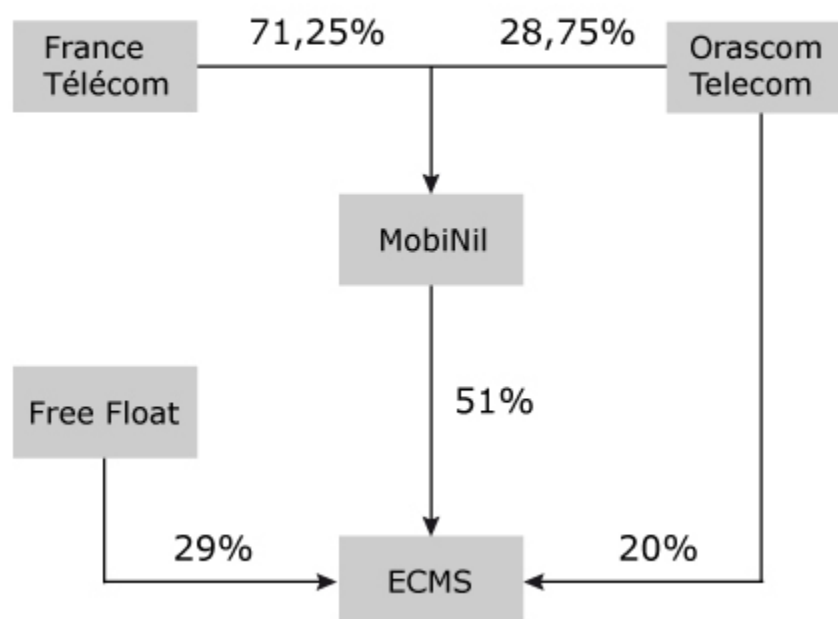 France
Télécom
71,25%
28,75%
Orascom
Telecom
MobiNil
51%
Free Float
29%
ECMS
20%